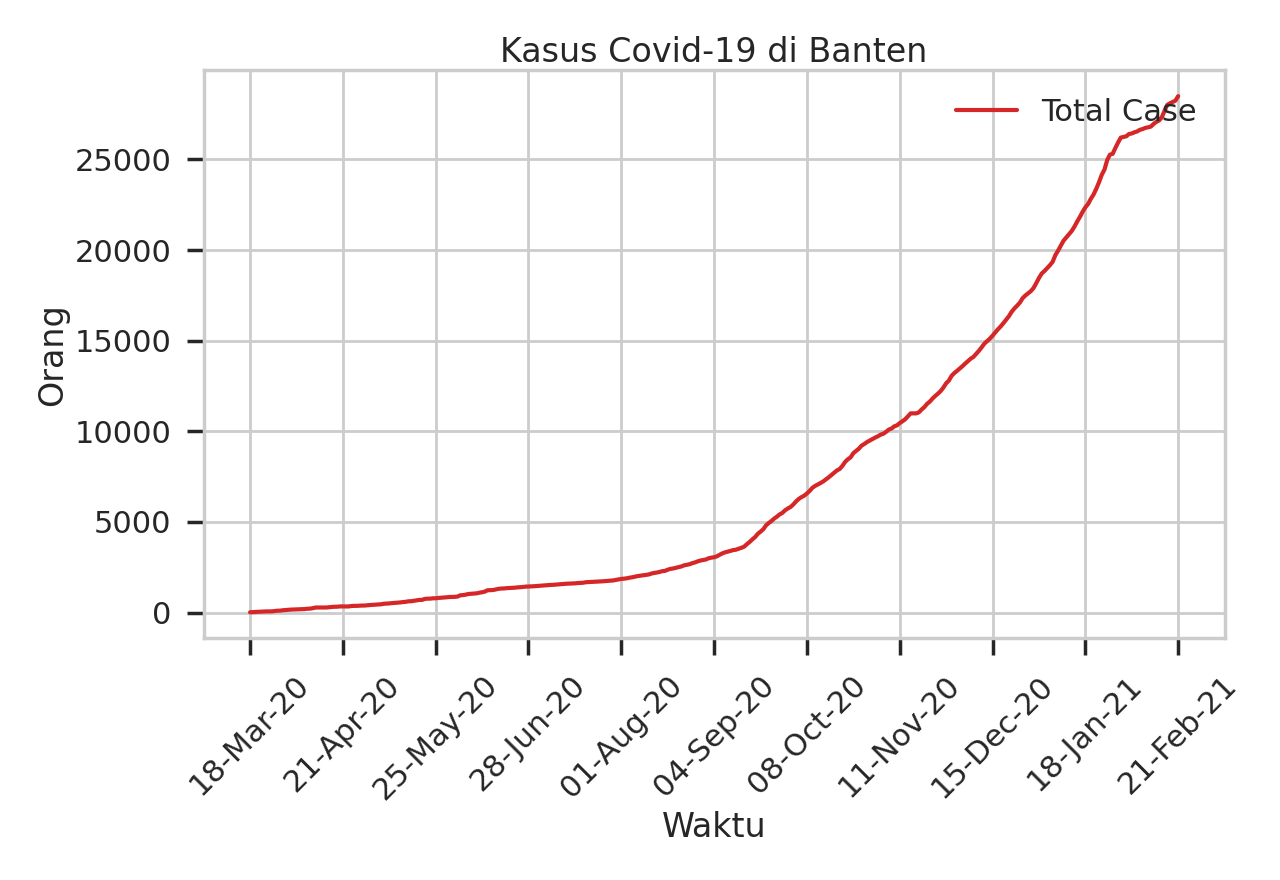 Kasus Covid-19 di Banten
Total Case
Orang
25000
20000
15000
10000
5000
0
18-Mar-20
21-Apr-20
25-May-20
28-Jun-20
01-Aug-20
04-Sep-20
08-Oct-20
11-Nov-20
15-Dec-20
18-Jan-21
21-Feb-21
Waktu